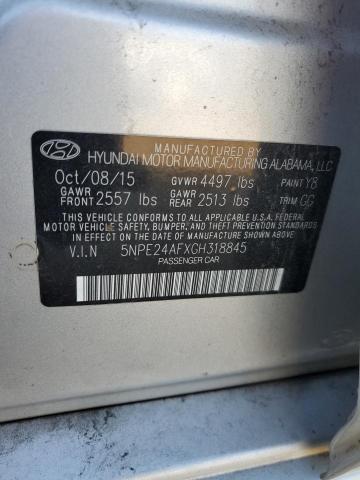 MANUFACTURED BY
HYUNDAI MOTOR MANUFACTURING ALABAMA, LLC
Oct/08/15 GVWR 4497 lbs PAINT Y8
GAWR FRONT 2557 lbs GAWR REAR 2513 lbs TRIM GG
THIS VEHICLE CONFORMS TO ALL APPLICABLE U.S.A. FEDERAL
MOTOR VEHICLE SAFETY, BUMPER, AND THEFT PREVENTION
STANDARDS IN EFFECT ON THE DATE OF MANUFACTURE SHOWN ABOVE.
V.I.N 5NPE24AFXGH318845
PASSENGER CAR